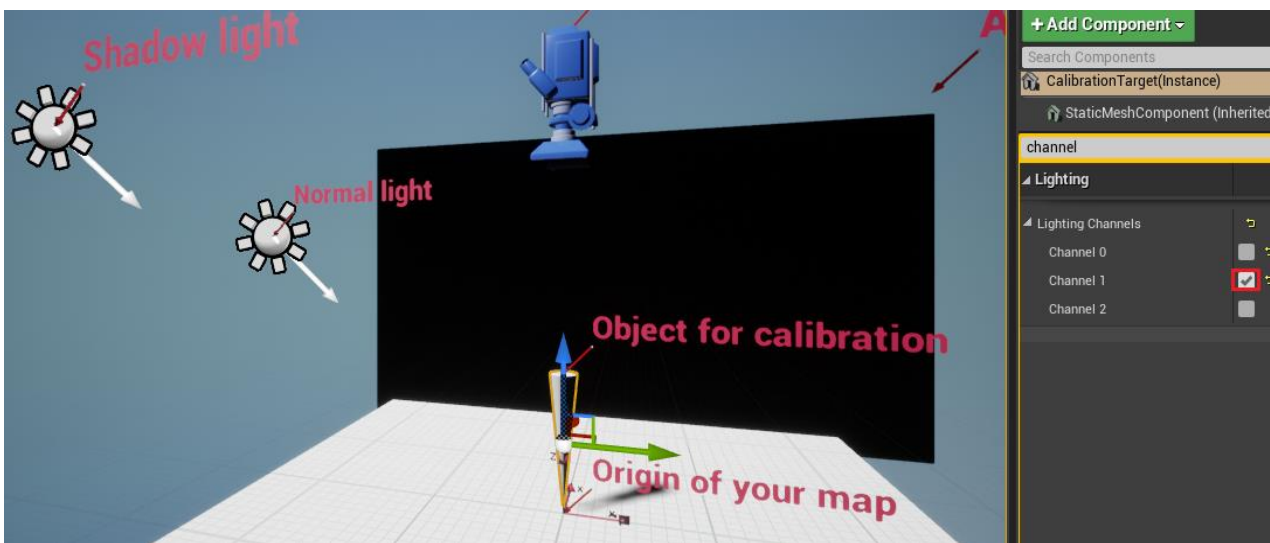 Shadow light
Normal light
Object for calibration
Origin of your map
A
+ Add Component
Search Components
CalibrationTarget(Instance)
StaticMeshComponent (Inherited
channel
Lighting
Lighting Channels
Channel 0
Channel 1
Channel 2